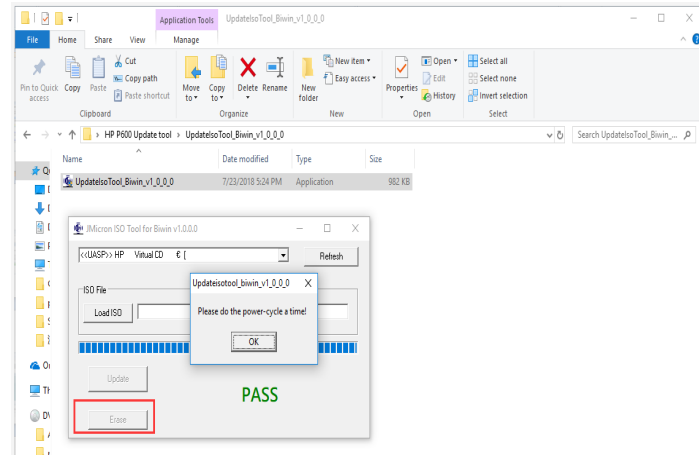 Application Tools UpdateIsoTool_Biwin_v1_0_0_0
File Home Share View Manage
Pin to Quick access
Copy
Paste
Cut
Copy path
Paste shortcut
Clipboard
Move to
Copy to
Delete
Rename
Organize
New folder
New item
Easy access
New
Properties
Open
Edit
History
Open
Select all
Select none
Invert selection
Select
HP P600 Update tool › UpdateIsoTool_Biwin_v1_0_0_0
Search UpdateIsoTool_Biwin_...
Name Date modified Type Size
UpdateIsoTool_Biwin_v1_0_0_0 7/23/2018 5:24 PM Application 982 KB
JMicron ISO Tool for Biwin v1.0.0.0
<<UASP>> HP Virtual CD € [
Refresh
ISO File
Load ISO
Updateisotool_biwin_v1_0_0_0 X
Please do the power-cycle a time!
OK
Update
PASS
Erase